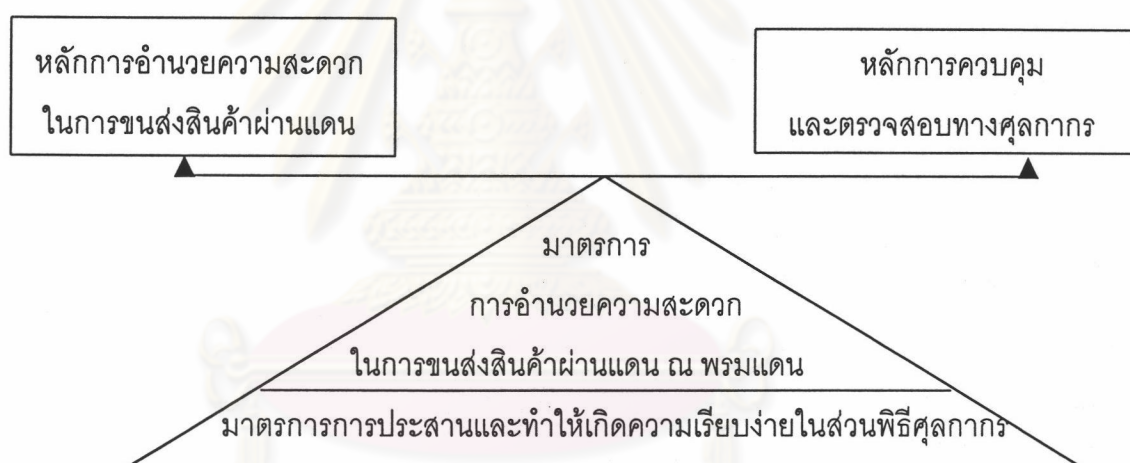 หลักการอำนวยความสะดวก
ในการขนส่งสินค้าผ่านแดน
หลักการควบคุม
และตรวจสอบทางศุลกากร
มาตรการ
การอำนวยความสะดวก
ในการขนส่งสินค้าผ่านแดน ณ พรมแดน
มาตรการการประสานและทำให้เกิดความเรียบง่ายในส่วนพิธีศุลกากร